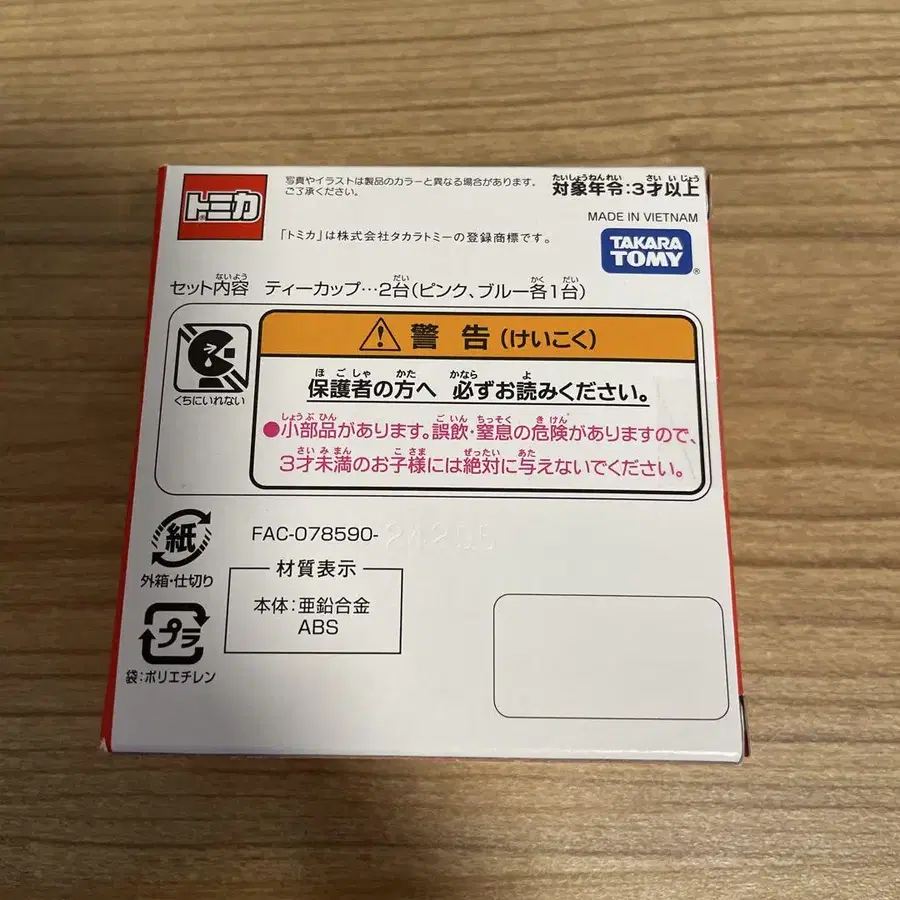 トミカ
写真やイラストは製品のカラーと異なる場合があります。
ご了承ください。
たいしょうねんれい さい いじょう
対象年令:3才以上
MADE IN VIETNAM
「トミカ」は株式会社タカラトミーの登録商標です。
TAKARA
TOMY
ないよう だい かく だい
セット内容 ティーカップ…2台(ピンク、ブルー各1台)
警告(けいこく)
くちにいれない
ほごしゃ かた かなら よ
保護者の方へ 必ずお読みください。
しょうぶひん ごいん ちっそく きけん
●小部品があります。誤飲・窒息の危険がありますので、
さいみまん こさま ぜったい あた
3才未満のお子様には絶対に与えないでください。
紙
外箱・仕切り
FAC-078590-
材質表示
本体:亜鉛合金
ABS
プラ
袋:ポリエチレン